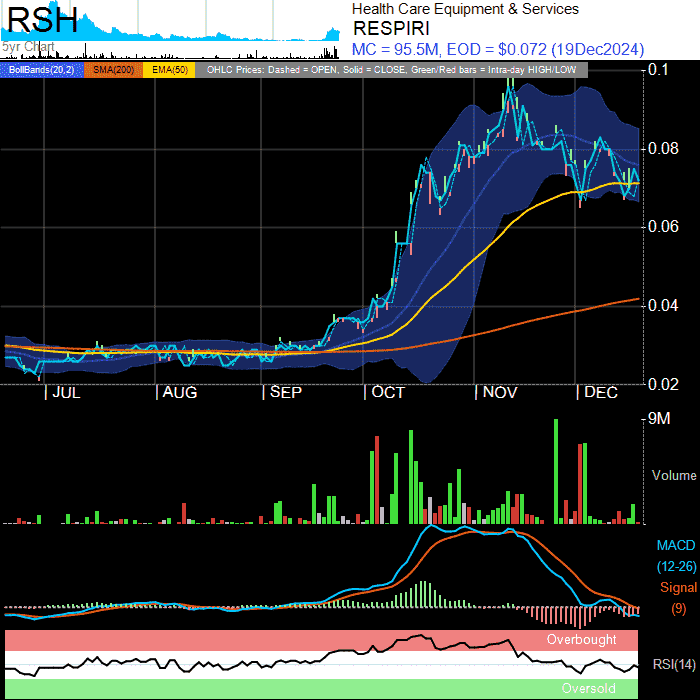 RSH
5yr Chart
Health Care Equipment & Services
RESPIRI
MC = 95.5M, EOD = $0.072 (19Dec2024)
BollBands(20,2) SMA(200) EMA(50) OHLC Prices: Dashed = OPEN, Solid = CLOSE, Green/Red bars = Intra-day HIGH/LOW
0.1
0.08
0.06
0.04
0.02
| JUL | AUG | SEP | OCT | NOV | DEC
9M
Volume
MACD
(12-26)
Signal
(9)
Overbought
RSI(14)
Oversold